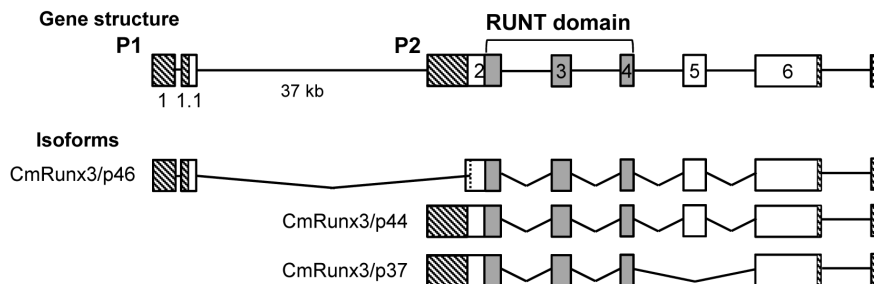 Gene structure
RUNT domain
P1
P2
2 3 4 5 6
1 1.1
37 kb
Isoforms
CmRunx3/p46
CmRunx3/p44
CmRunx3/p37